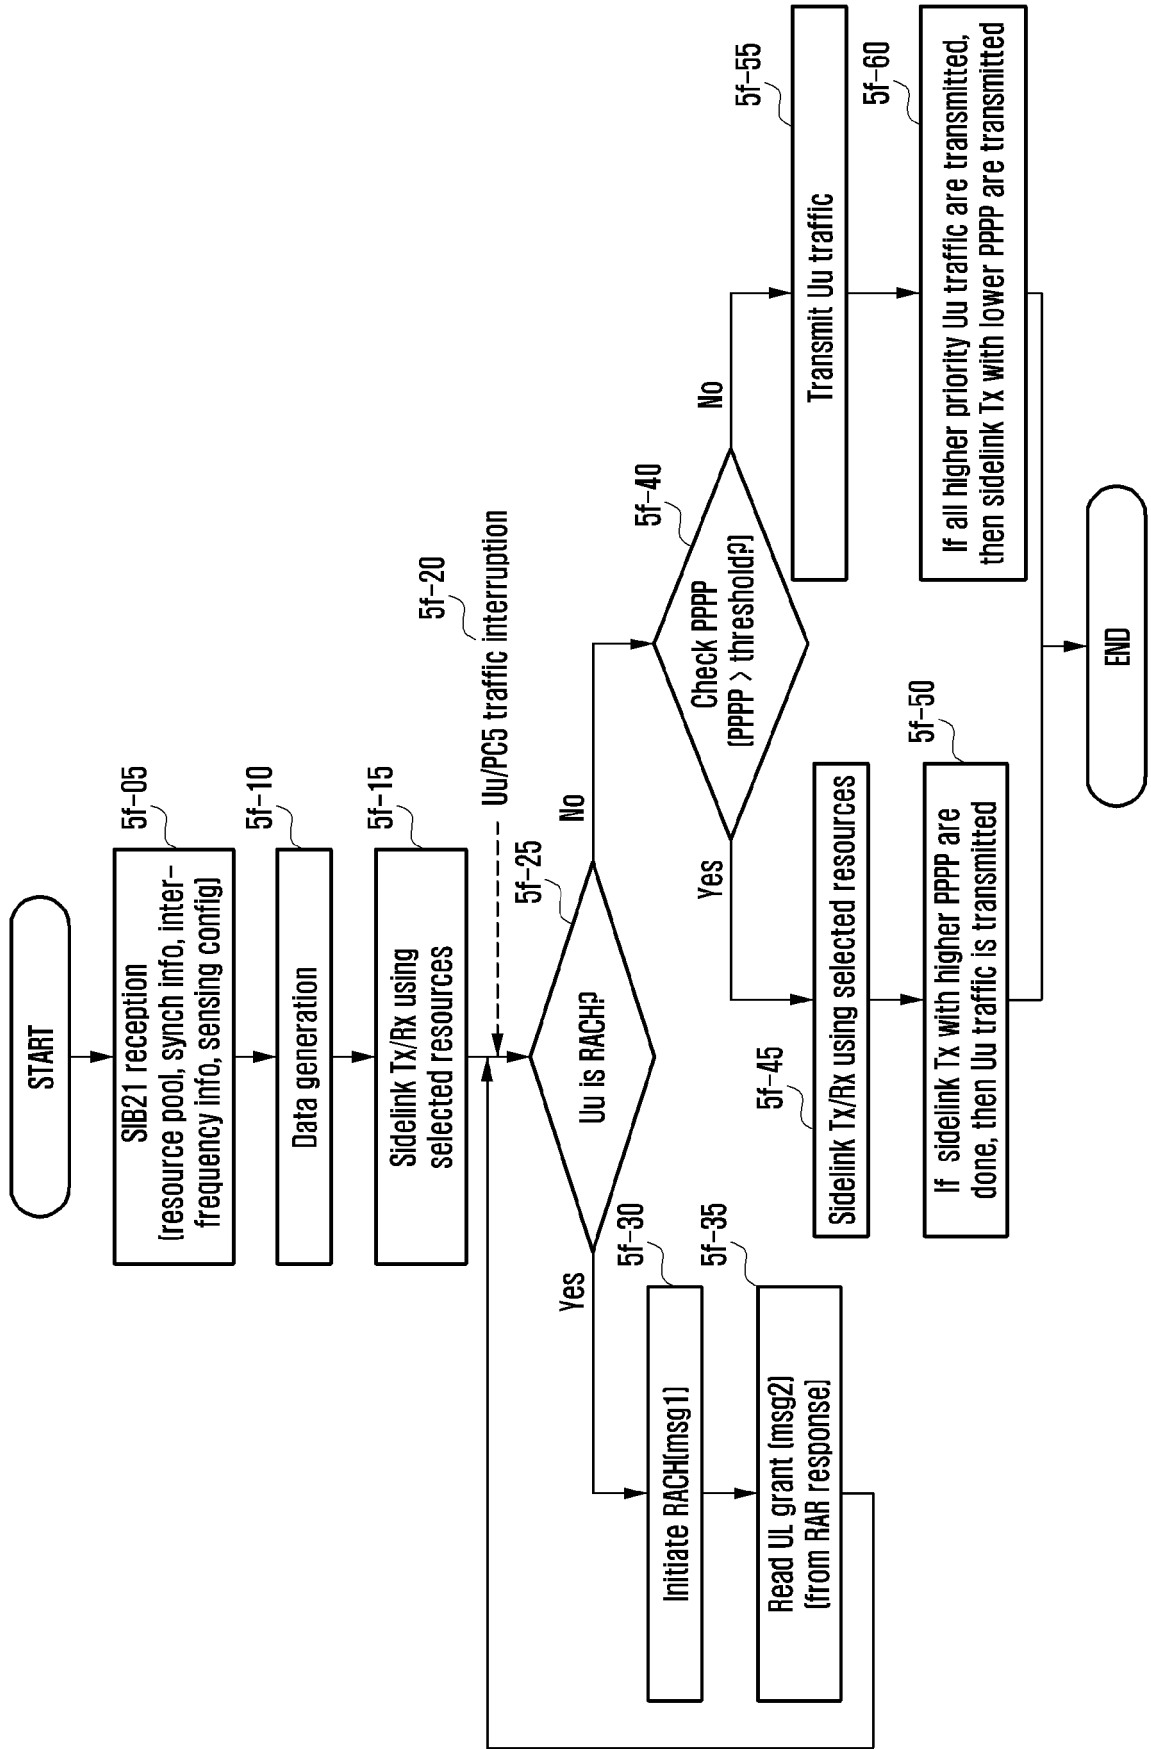 START
5f-05
SIB21 reception
(resource pool, synch info, inter-
frequency info, sensing config)
5f-10
Data generation
5f-15
Sidelink Tx/Rx using
selected resources
5f-20
Uu/PC5 traffic interruption
5f-25
Uu is RACH?
Yes
No
5f-30
Initiate RACH(msg1)
5f-35
Read UL grant (msg2)
(from RAR response)
5f-40
Check PPPP
(PPPP > threshold?)
Yes
No
5f-45
Sidelink Tx/Rx using selected resources
5f-50
If sidelink Tx with higher PPPP are
done, then Uu traffic is transmitted
5f-55
Transmit Uu traffic
5f-60
If all higher priority Uu traffic are transmitted,
then sidelink Tx with lower PPPP are transmitted
END